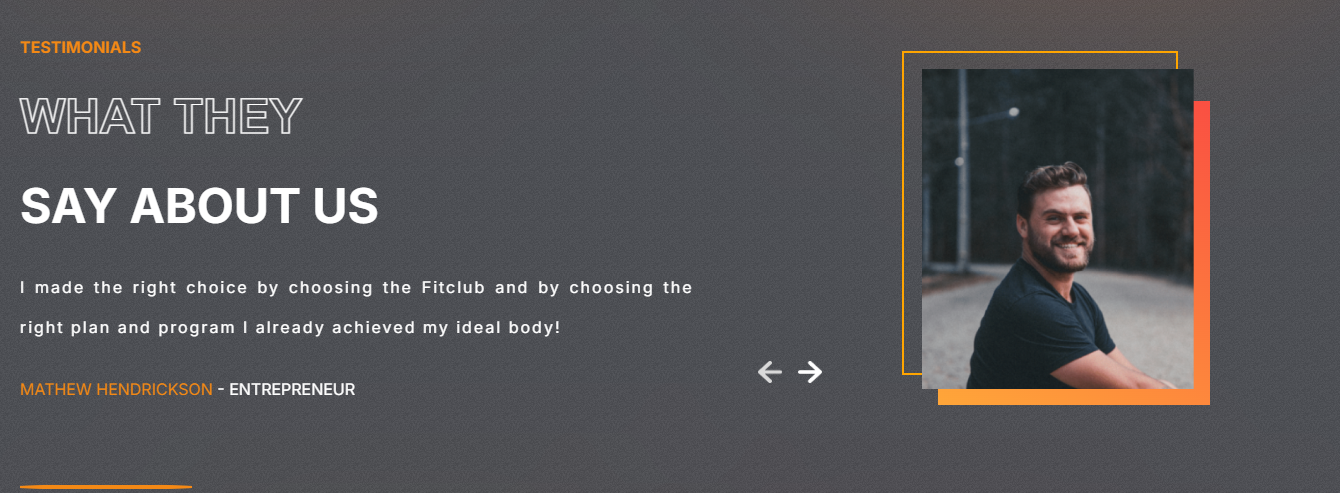 TESTIMONIALS
WHAT THEY
SAY ABOUT US
I made the right choice by choosing the Fitclub and by choosing the
right plan and program I already achieved my ideal body!
MATHEW HENDRICKSON - ENTREPRENEUR